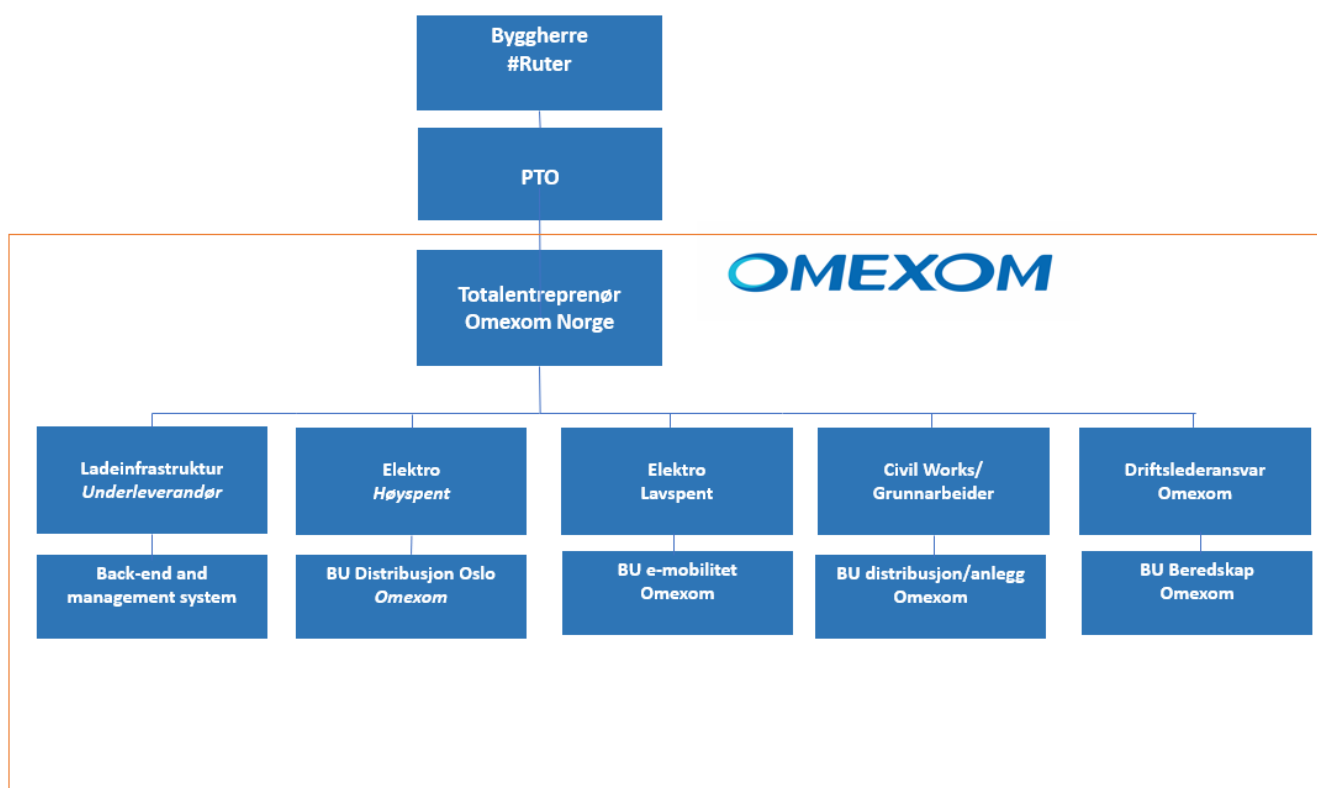 Byggherre
#Ruter
PTO
OMEXOM
Totalentreprenør
Omexom Norge
Ladeinfrastruktur
Underleverandør
Elektro
Høyspent
Elektro
Lavspent
Civil Works/
Grunnarbeider
Driftslederansvar
Omexom
Back-end and
management system
BU Distribusjon Oslo
Omexom
BU e-mobilitet
Omexom
BU distribusjon/anlegg
Omexom
BU Beredskap
Omexom